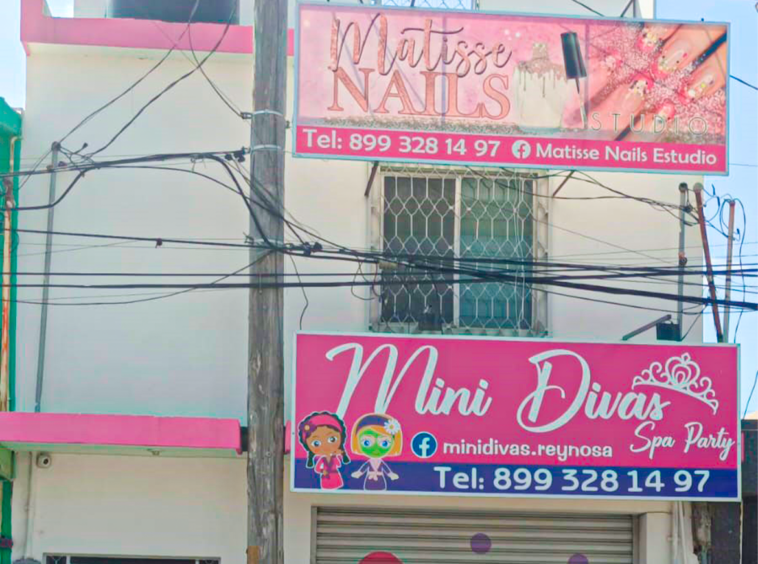 Matisse
NAILS
STUDIO
Tel: 899 328 14 97 Matisse Nails Estudio
Mini Divas
Spa Party
minidivas.reynosa
Tel: 899 328 14 97